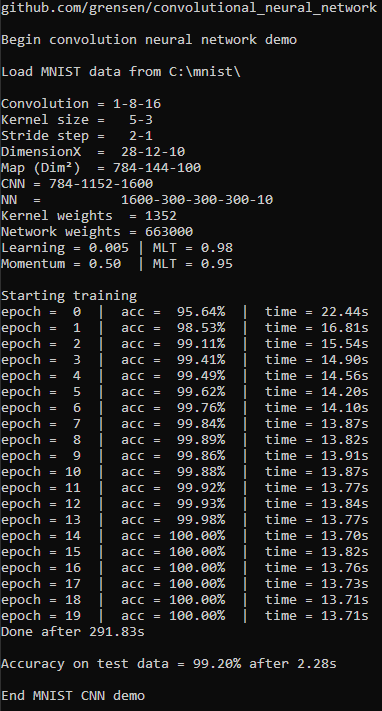 github.com/grensen/convolutional_neural_network
Begin convolution neural network demo
Load MNIST data from C:\mnist\
Convolution = 1-8-16
Kernel size =   5-3
Stride step =   2-1
DimensionX  =  28-12-10
Map (Dim²)  = 784-144-100
CNN = 784-1152-1600
NN  =          1600-300-300-300-10
Kernel weights  = 1352
Network weights = 663000
Learning = 0.005 | MLT = 0.98
Momentum = 0.50  | MLT = 0.95
Starting training
epoch =  0  |  acc =  95.64%  |  time = 22.44s
epoch =  1  |  acc =  98.53%  |  time = 16.81s
epoch =  2  |  acc =  99.11%  |  time = 15.54s
epoch =  3  |  acc =  99.41%  |  time = 14.90s
epoch =  4  |  acc =  99.49%  |  time = 14.56s
epoch =  5  |  acc =  99.62%  |  time = 14.20s
epoch =  6  |  acc =  99.76%  |  time = 14.10s
epoch =  7  |  acc =  99.84%  |  time = 13.87s
epoch =  8  |  acc =  99.89%  |  time = 13.82s
epoch =  9  |  acc =  99.86%  |  time = 13.91s
epoch = 10  |  acc =  99.88%  |  time = 13.87s
epoch = 11  |  acc =  99.92%  |  time = 13.77s
epoch = 12  |  acc =  99.93%  |  time = 13.84s
epoch = 13  |  acc =  99.98%  |  time = 13.77s
epoch = 14  |  acc = 100.00%  |  time = 13.70s
epoch = 15  |  acc = 100.00%  |  time = 13.82s
epoch = 16  |  acc = 100.00%  |  time = 13.76s
epoch = 17  |  acc = 100.00%  |  time = 13.73s
epoch = 18  |  acc = 100.00%  |  time = 13.71s
epoch = 19  |  acc = 100.00%  |  time = 13.71s
Done after 291.83s
Accuracy on test data = 99.20% after 2.28s
End MNIST CNN demo